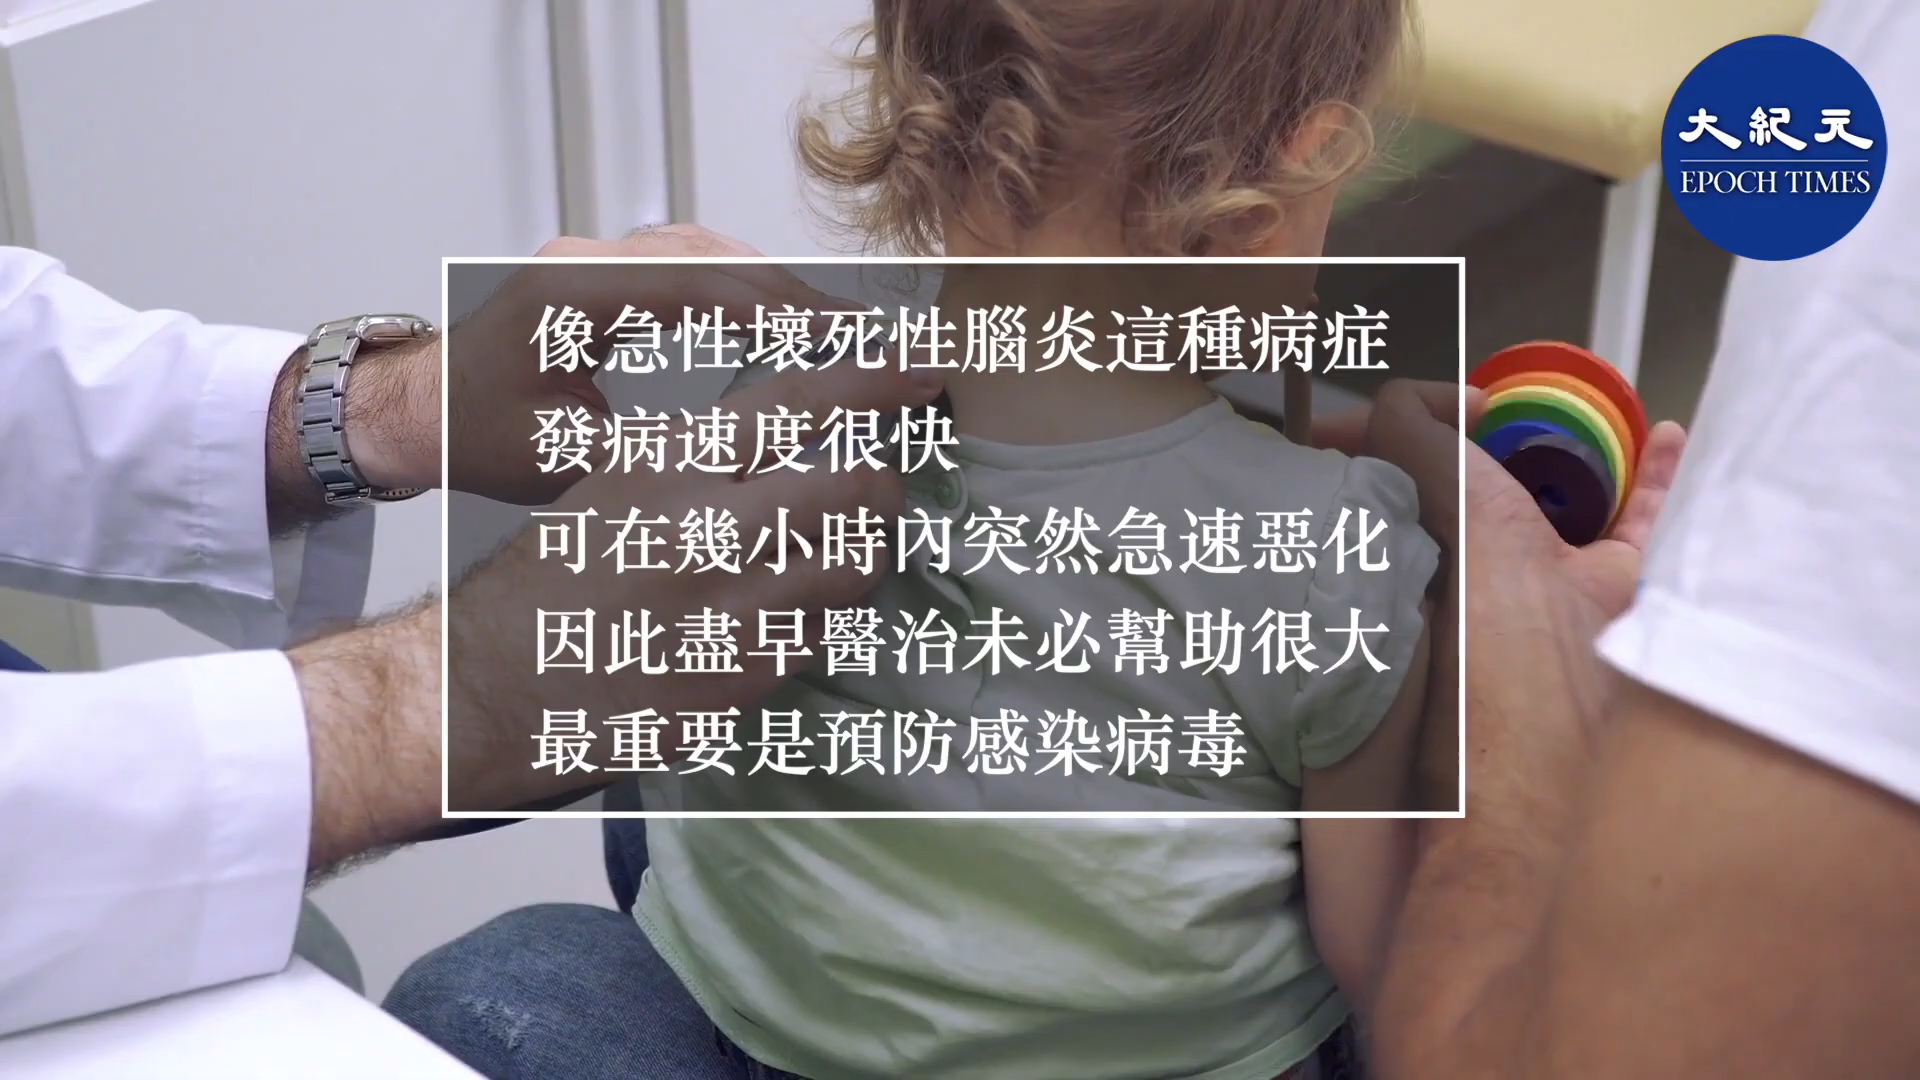 大紀元
EPOCH TIMES
像急性壞死性腦炎這種病症
發病速度很快
可在幾小時內突然急速惡化
因此盡早醫治未必幫助很大
最重要是預防感染病毒